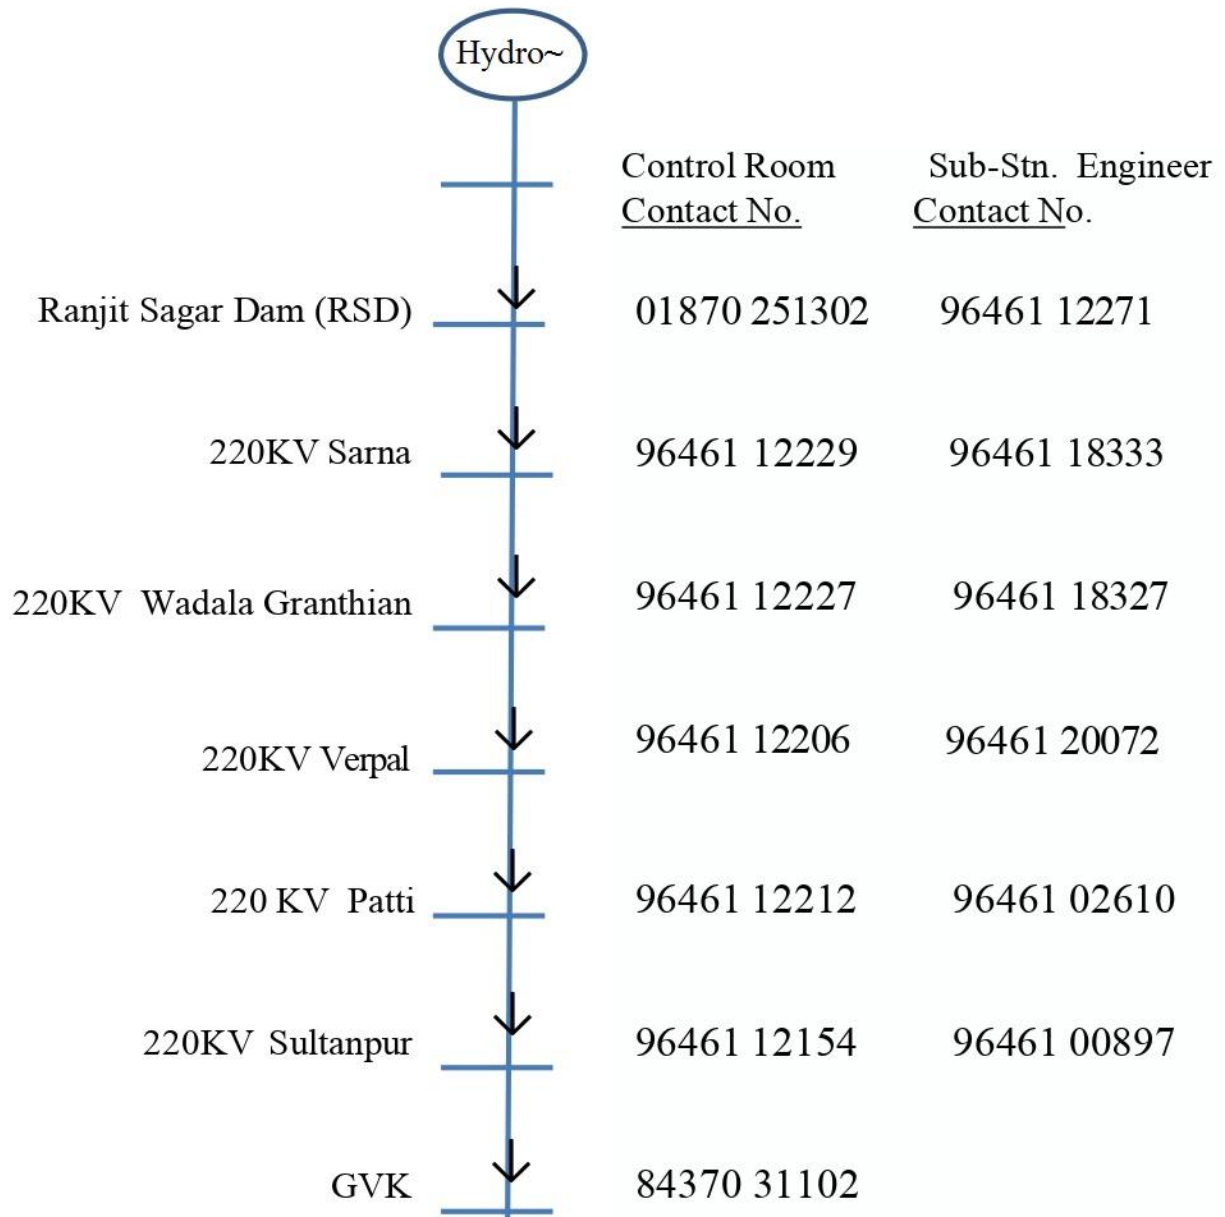 Hydro~
Control Room Sub-Stn. Engineer
Contact No. Contact No.
Ranjit Sagar Dam (RSD) 01870 251302 96461 12271
220KV Sarna 96461 12229 96461 18333
220KV Wadala Granthian 96461 12227 96461 18327
220KV Verpal 96461 12206 96461 20072
220 KV Patti 96461 12212 96461 02610
220KV Sultanpur 96461 12154 96461 00897
GVK 84370 31102